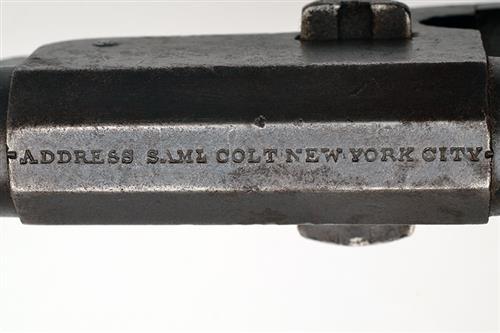 -ADDRESS SAML COLT NEW YORK CITY-